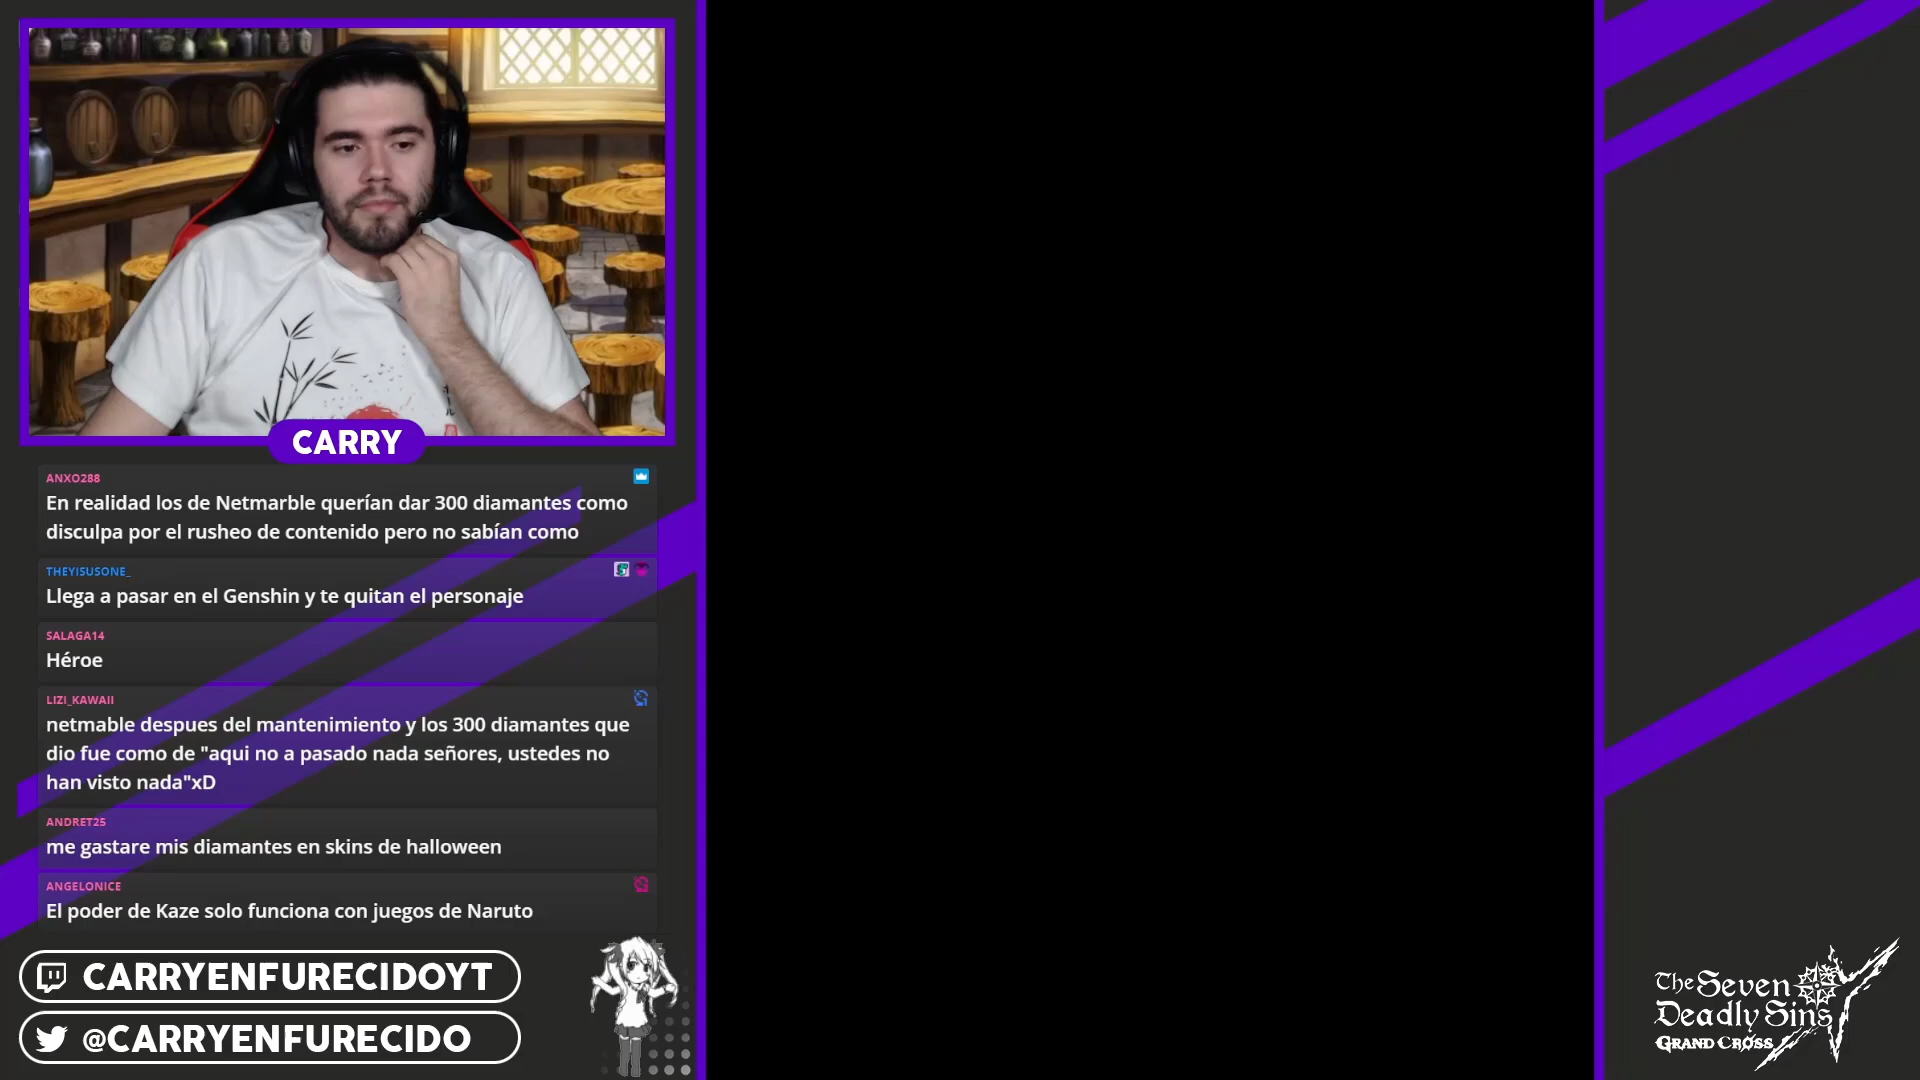 CARRY
ANXO288
En realidad los de Netmarble querían dar 300 diamantes como
disculpa por el rusheo de contenido pero no sabían como
THEYISUSONE_
Llega a pasar en el Genshin y te quitan el personaje
SALAGA14
Héroe
LIZI_KAWAII
netmable despues del mantenimiento y los 300 diamantes que
dio fue como de "aqui no a pasado nada señores, ustedes no
han visto nada"xD
ANDRET25
me gastare mis diamantes en skins de halloween
ANGELONICE
El poder de Kaze solo funciona con juegos de Naruto
CARRYENFURECIDOYT
@CARRYENFURECIDO
The Seven
Deadly Sins
GRAND CROSS